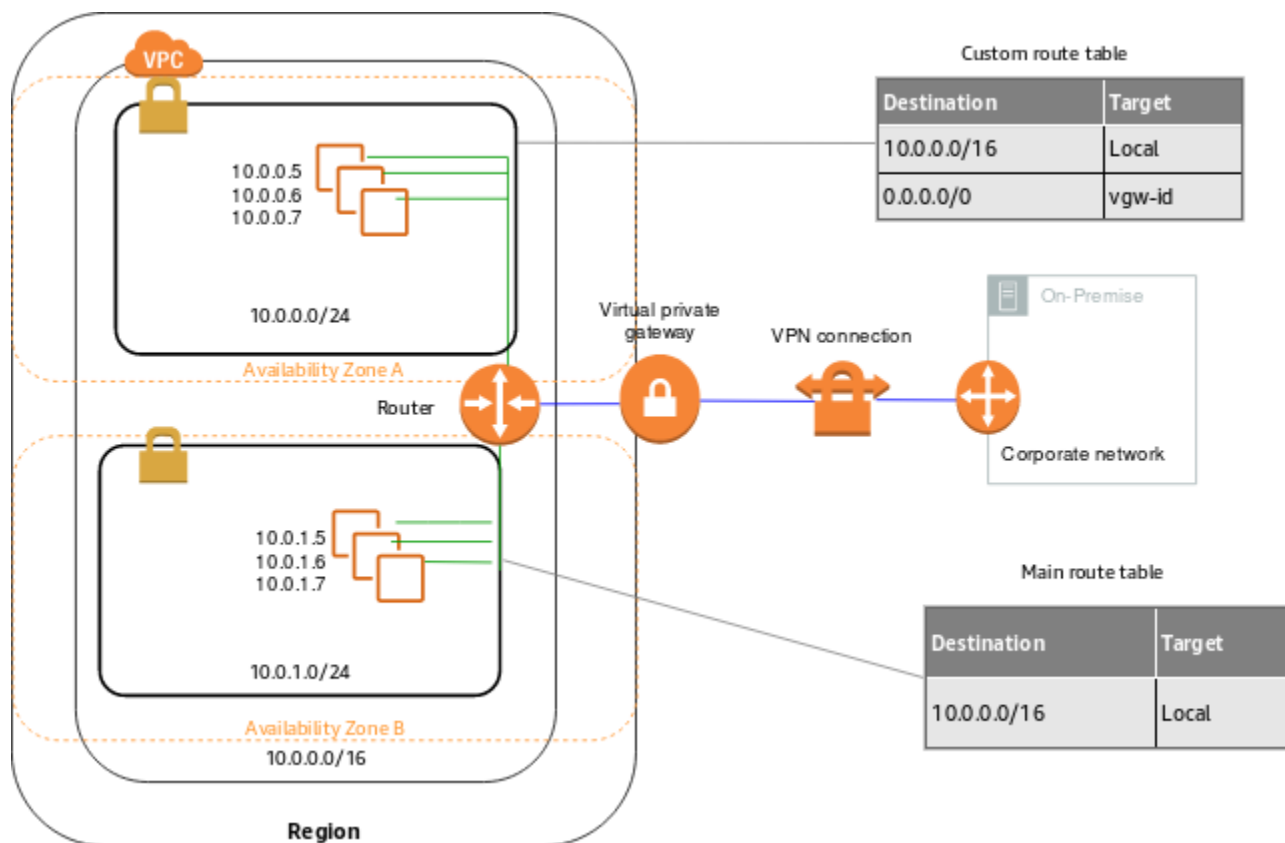 VPC
10.0.0.5
10.0.0.6
10.0.0.7
10.0.0.0/24
Availability Zone A
Router
10.0.1.5
10.0.1.6
10.0.1.7
10.0.1.0/24
Availability Zone B
10.0.0.0/16
Region
Virtual private
gateway
VPN connection
On-Premise
Corporate network
Custom route table
Destination Target
10.0.0.0/16 Local
0.0.0.0/0 vgw-id
Main route table
Destination Target
10.0.0.0/16 Local